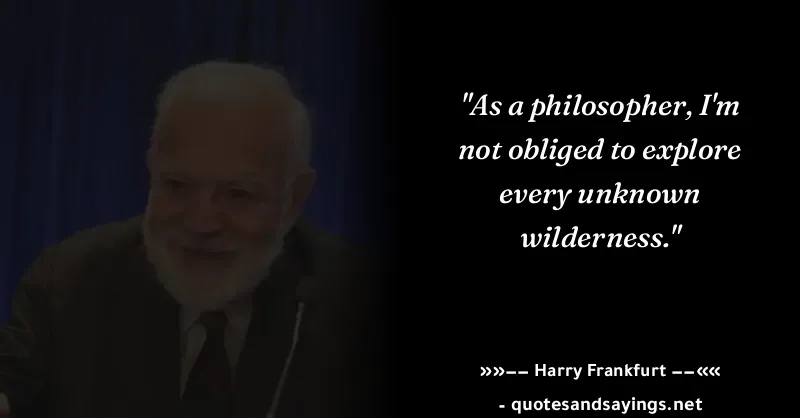 "As a philosopher, I'm
not obliged to explore
every unknown
wilderness."
»»−− Harry Frankfurt −−««
- quotesandsayings.net